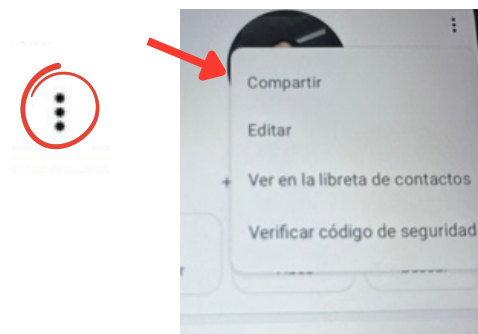 Compartir
Editar
Ver en la libreta de contactos
Verificar código de seguridad